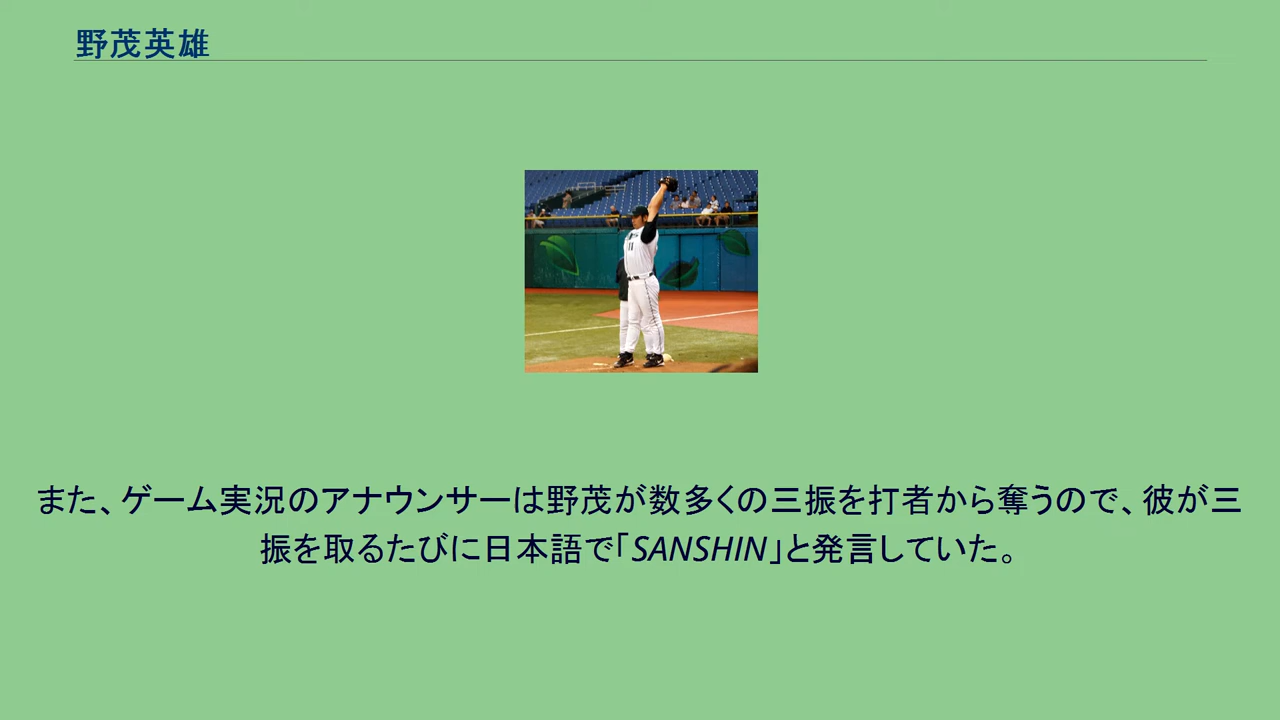 野茂英雄
また、ゲーム実況のアナウンサーは野茂が数多くの三振を打者から奪うので、彼が三
振を取るたびに日本語で「SANSHIN」と発言していた。